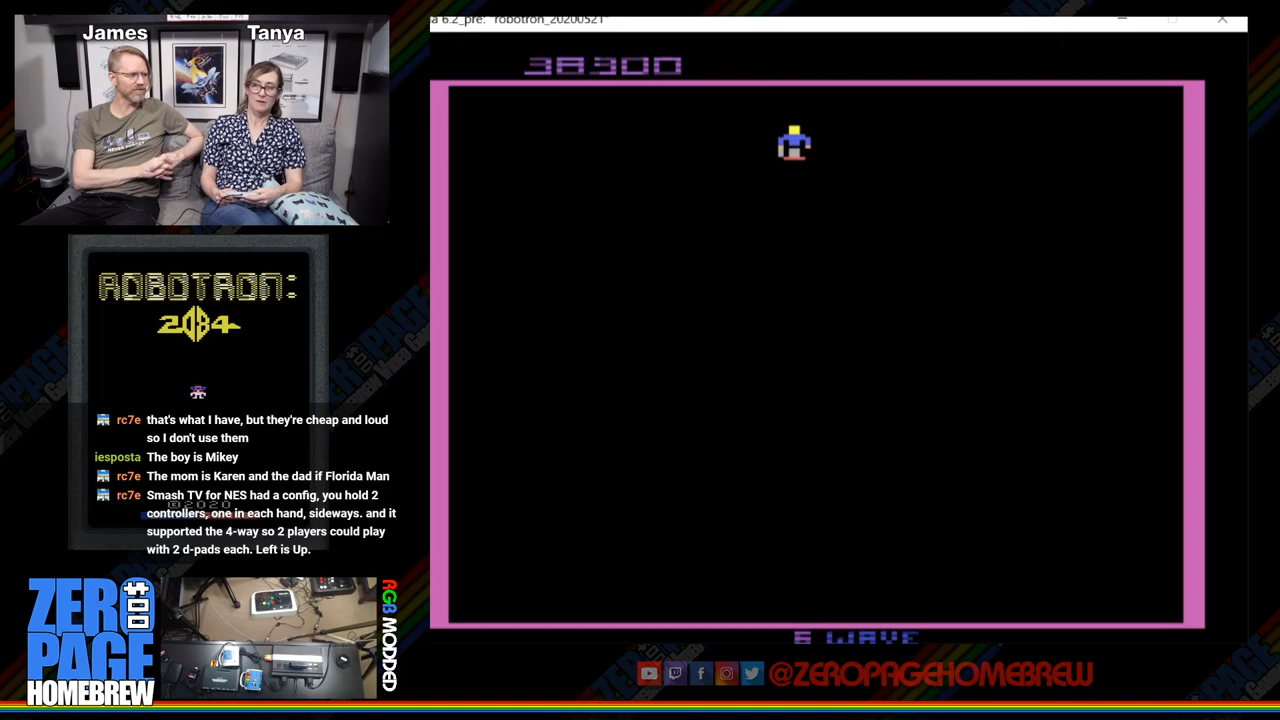 James
Tanya
a 6.2_pre: "robotron_20200521"
38300
ROBOTRON:
2084
rc7e that's what I have, but they're cheap and loud
so I don't use them
iesposta The boy is Mikey
rc7e The mom is Karen and the dad if Florida Man
rc7e Smash TV for NES had a config, you hold 2
controllers, one in each hand, sideways. and it
supported the 4-way so 2 players could play
with 2 d-pads each. Left is Up.
©2020
6 WAVE
ZERO
PAGE
HOMEBREW
RGB MODDED
@ZEROPAGEHOMEBREW